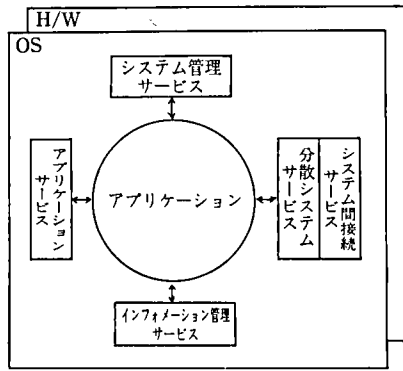 H/W
OS
システム管理
サービス
アプリケーション
サービス
アプリケーション
分散システム
サービス
システム間接続
サービス
インフォメーション管理
サービス